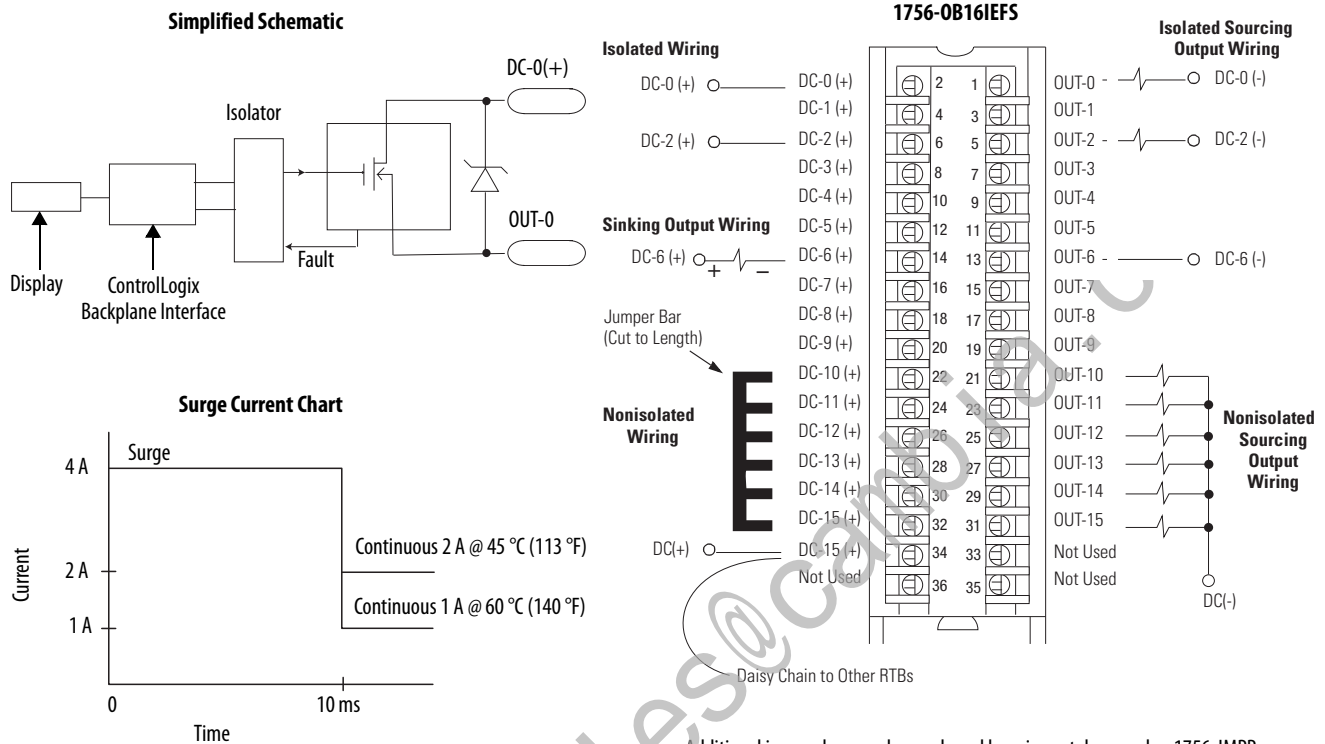 Simplified Schematic
DC-0(+)
Isolator
OUT-0
Fault
Display
ControlLogix
Backplane Interface
Surge Current Chart
Surge
4 A
2 A
1 A
Current
Continuous 2 A @ 45 °C (113 °F)
Continuous 1 A @ 60 °C (140 °F)
0
10 ms
Time
1756-OB16IEFS
Isolated Wiring
Isolated Sourcing
Output Wiring
DC-0 (+)
DC-0 (+) 2 1 OUT-0
DC-0 (-)
DC-1 (+) 4 3 OUT-1
DC-2 (+)
DC-2 (+) 6 5 OUT-2
DC-2 (-)
DC-3 (+) 8 7 OUT-3
DC-4 (+) 10 9 OUT-4
Sinking Output Wiring
DC-5 (+) 12 11 OUT-5
DC-6 (+)
+ –
DC-6 (+) 14 13 OUT-6
DC-6 (-)
DC-7 (+) 16 15 OUT-7
DC-8 (+) 18 17 OUT-8
DC-9 (+) 20 19 OUT-9
Jumper Bar
(Cut to Length)
DC-10 (+) 22 21 OUT-10
DC-11 (+) 24 23 OUT-11
DC-12 (+) 26 25 OUT-12
DC-13 (+) 28 27 OUT-13
DC-14 (+) 30 29 OUT-14
DC-15 (+) 32 31 OUT-15
Nonisolated
Wiring
Nonisolated
Sourcing
Output
Wiring
DC(+)
DC-15 (+) 34 33 Not Used
Not Used 36 35 Not Used
DC(-)
Daisy Chain to Other RTBs
les@cambia.c